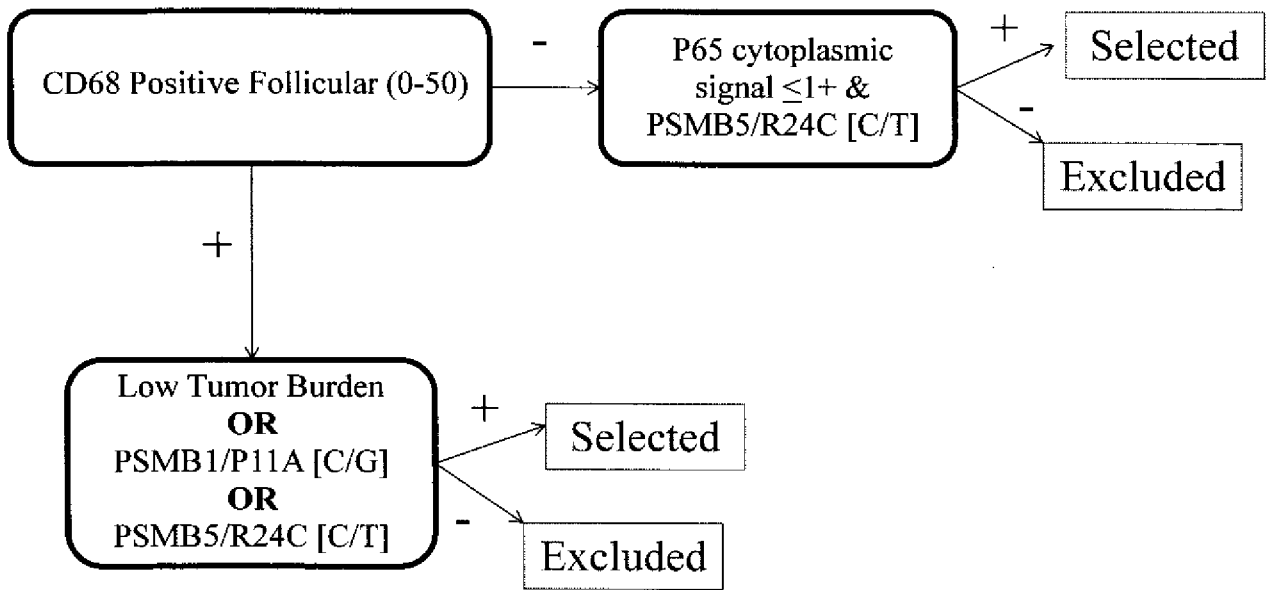 CD68 Positive Follicular (0-50)
-
P65 cytoplasmic
signal ≤1+ &
PSMB5/R24C [C/T]
+
Selected
-
Excluded
+
Low Tumor Burden
OR
PSMB1/P11A [C/G]
OR
PSMB5/R24C [C/T]
+
Selected
-
Excluded